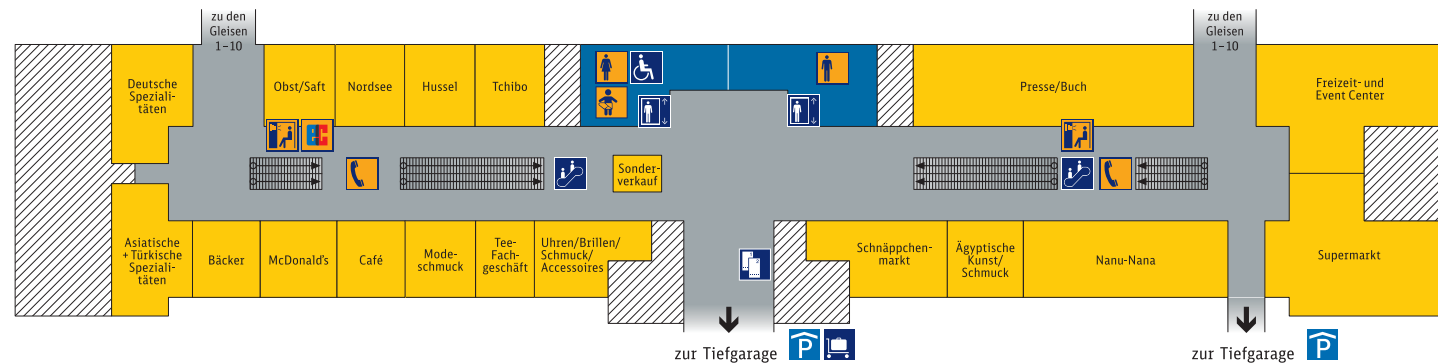 zu den
Gleisen
1–10
zu den
Gleisen
1–10
Deutsche
Speziali-
täten
Obst/Saft
Nordsee
Hussel
Tchibo
Presse/Buch
Freizeit- und
Event Center
ec
Sonder-
verkauf
Asiatische
+ Türkische
Speziali-
täten
Bäcker
McDonald's
Café
Mode-
schmuck
Tee-
Fach-
geschäft
Uhren/Brillen/
Schmuck/
Accessoires
Schnäppchen-
markt
Ägyptische
Kunst/
Schmuck
Nanu-Nana
Supermarkt
zur Tiefgarage
P
zur Tiefgarage
P